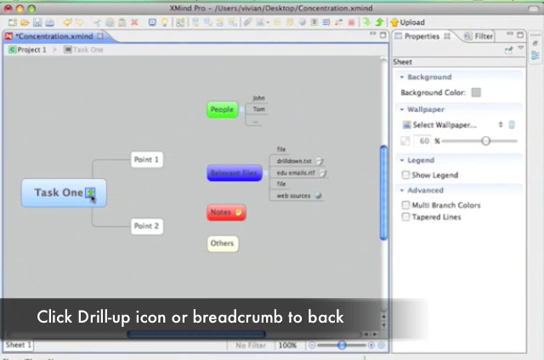 XMind Pro - /Users/vivian/Desktop/Concentration.xmind
Upload
*Concentration.xmind
Properties
Filter
Project 1
Task One
Sheet
Background
Background Color:
Wallpaper
Select Wallpaper...
60 %
Legend
Show Legend
Advanced
Multi Branch Colors
Tapered Lines
People
John
Tom
...
Point 1
Task One
Point 2
Relevant Files
file
drilldown.txt
edu emails.rtf
file
web sources
Notes
Others
Click Drill-up icon or breadcrumb to back
Sheet 1
No Filter
100%